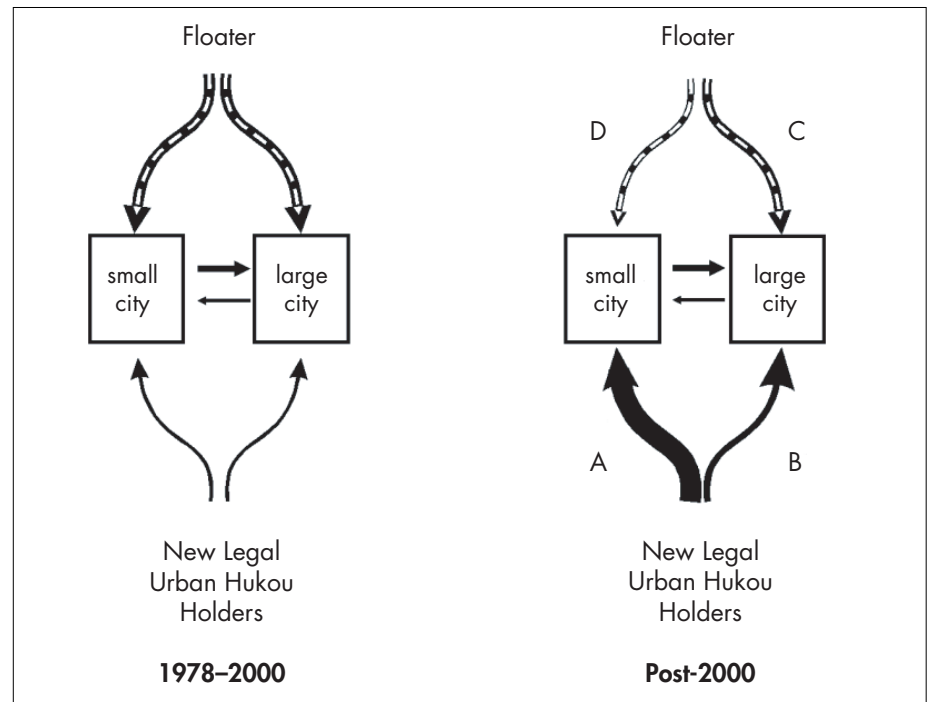 Floater
small
city
large
city
New Legal
Urban Hukou
Holders
1978–2000
Floater
D
C
small
city
large
city
A
B
New Legal
Urban Hukou
Holders
Post-2000